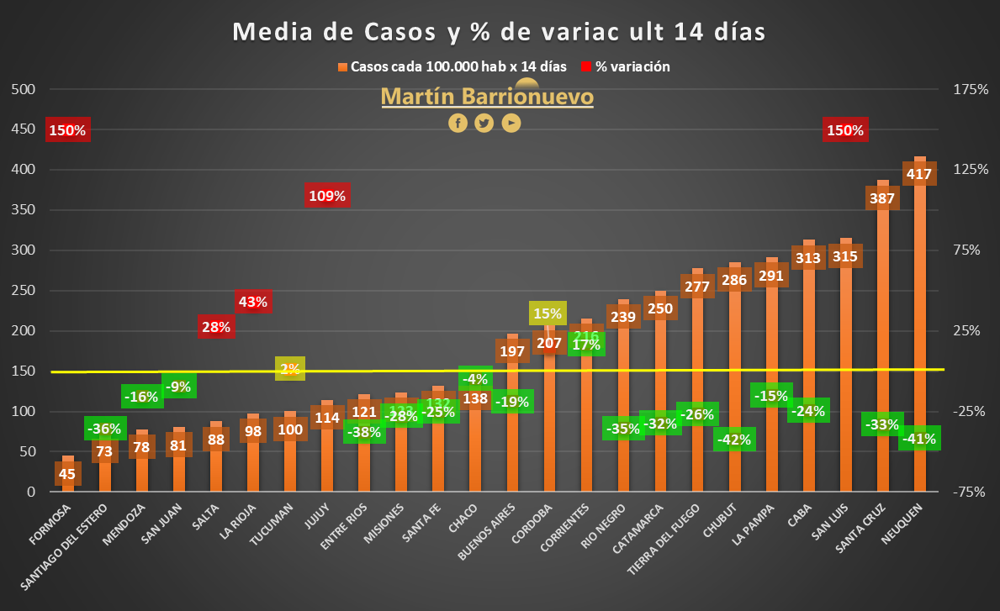 Media de Casos y % de variac ult 14 días
Casos cada 100.000 hab x 14 días
% variación
Martín Barrionuevo
500
450
400
350
300
250
200
150
100
50
0
175%
125%
75%
25%
-25%
-75%
150%
-36%
-16%
-9%
28%
43%
2%
109%
-38%
-28%
-25%
-4%
-19%
15%
17%
-35%
-32%
-26%
-42%
-15%
-24%
150%
-33%
-41%
45
73
78
81
88
98
100
114
121
123
132
138
197
207
216
239
250
277
286
291
313
315
387
417
FORMOSA
SANTIAGO DEL ESTERO
MENDOZA
SAN JUAN
SALTA
LA RIOJA
TUCUMAN
JUJUY
ENTRE RIOS
MISIONES
SANTA FE
CHACO
BUENOS AIRES
CORDOBA
CORRIENTES
RIO NEGRO
CATAMARCA
TIERRA DEL FUEGO
CHUBUT
LA PAMPA
CABA
SAN LUIS
SANTA CRUZ
NEUQUEN